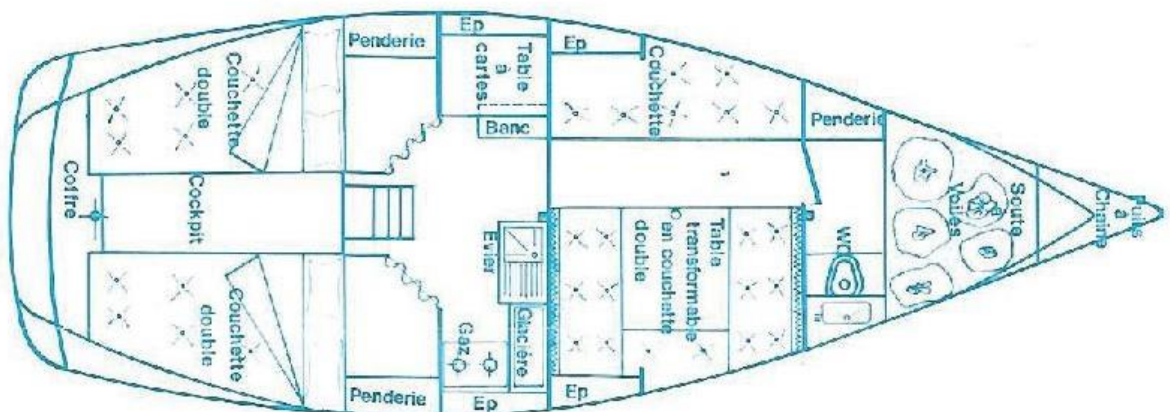 Ep
Penderie
Table
à
cartes
Ep
Couchette
double
Couchette
Banc
Penderie
Coffre
Cockpit
Soute
à
Voiles
Puits
à
Chaine
Evier
Table
transformable
en couchette
double
WC
Couchette
double
Glacière
Gaz
Penderie
Ep
Ep